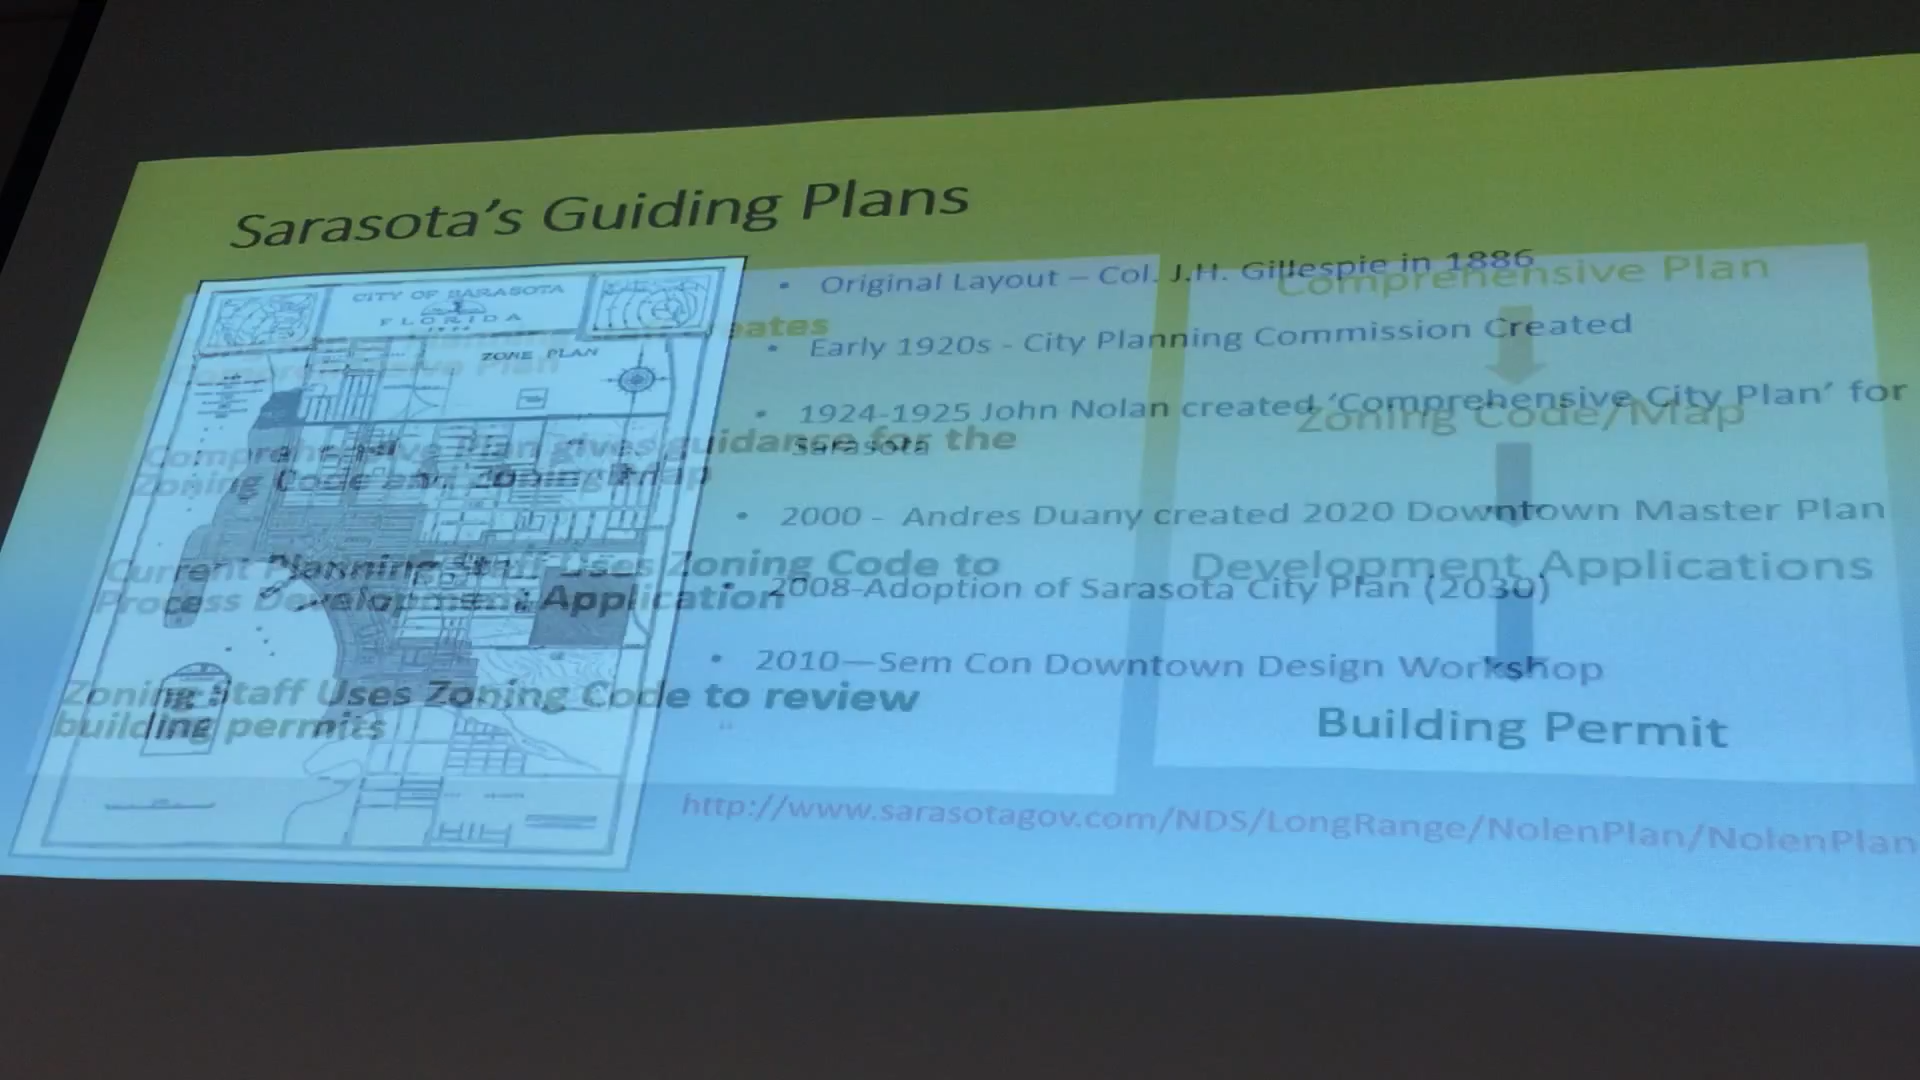 Sarasota's Guiding Plans
CITY OF SARASOTA
FLORIDA
ZONE PLAN
• Original Layout – Col. J.H. Gillespie in 1886
• Early 1920s - City Planning Commission Created
• 1924-1925 John Nolan created 'Comprehensive City Plan' for
Sarasota
• 2000 - Andres Duany created 2020 Downtown Master Plan
• 2008-Adoption of Sarasota City Plan (2030)
• 2010—Sem Con Downtown Design Workshop
http://www.sarasotagov.com/NDS/LongRange/NolenPlan/NolenPlan
Comprehensive Plan gives guidance for the
Zoning Code and Zoning Map
Current Planning Staff Uses Zoning Code to
Process Development Application
Zoning Staff Uses Zoning Code to review
building permits
Comprehensive Plan
Zoning Code/Map
Development Applications
Building Permit